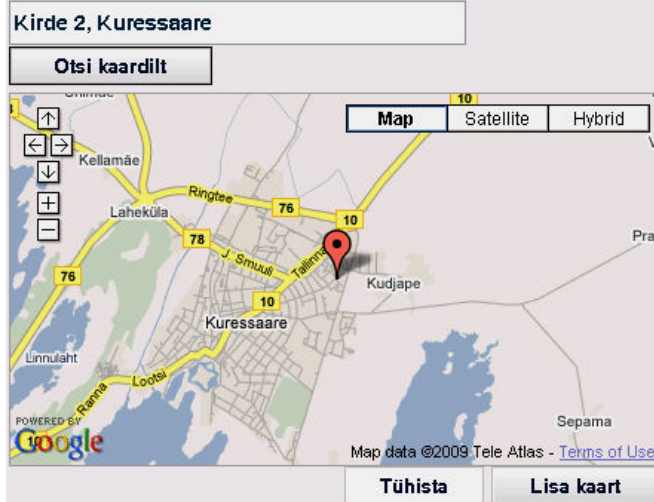 Kirde 2, Kuressaare
Otsi kaardilt
10
Map Satellite Hybrid
Kellamäe
Ringtee
76
10
Laheküla
78
J. Smuuli
Tallinna
76
Kudjape
10
Kuressaare
Linnulaht
Lootsi
Ranna
POWERED BY
Google
10
Sepama
Map data ©2009 Tele Atlas - Terms of Use
Tühista
Lisa kaart